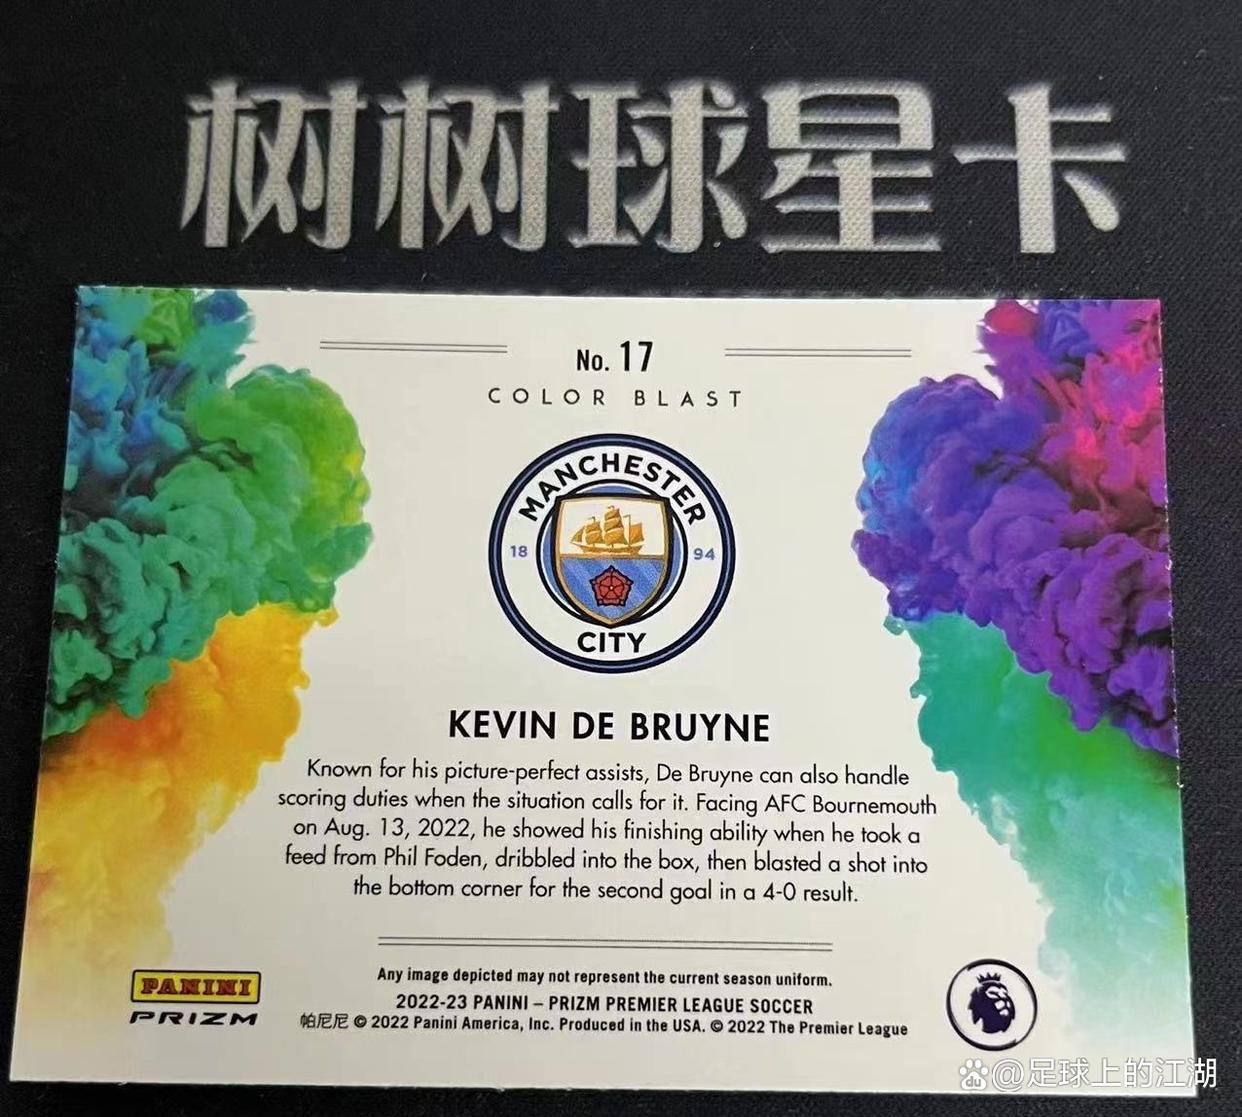 树树球星卡
No. 17
COLOR BLAST
MANCHESTER
18 94
CITY
KEVIN DE BRUYNE
Known for his picture-perfect assists, De Bruyne can also handle
scoring duties when the situation calls for it. Facing AFC Bournemouth
on Aug. 13, 2022, he showed his finishing ability when he took a
feed from Phil Foden, dribbled into the box, then blasted a shot into
the bottom corner for the second goal in a 4-0 result.
Any image depicted may not represent the current season uniform.
PANINI
2022-23 PANINI – PRIZM PREMIER LEAGUE SOCCER
PRIZM
帕尼尼 © 2022 Panini America, Inc. Produced in the USA. © 2022 The Premier League
du @足球上的江湖